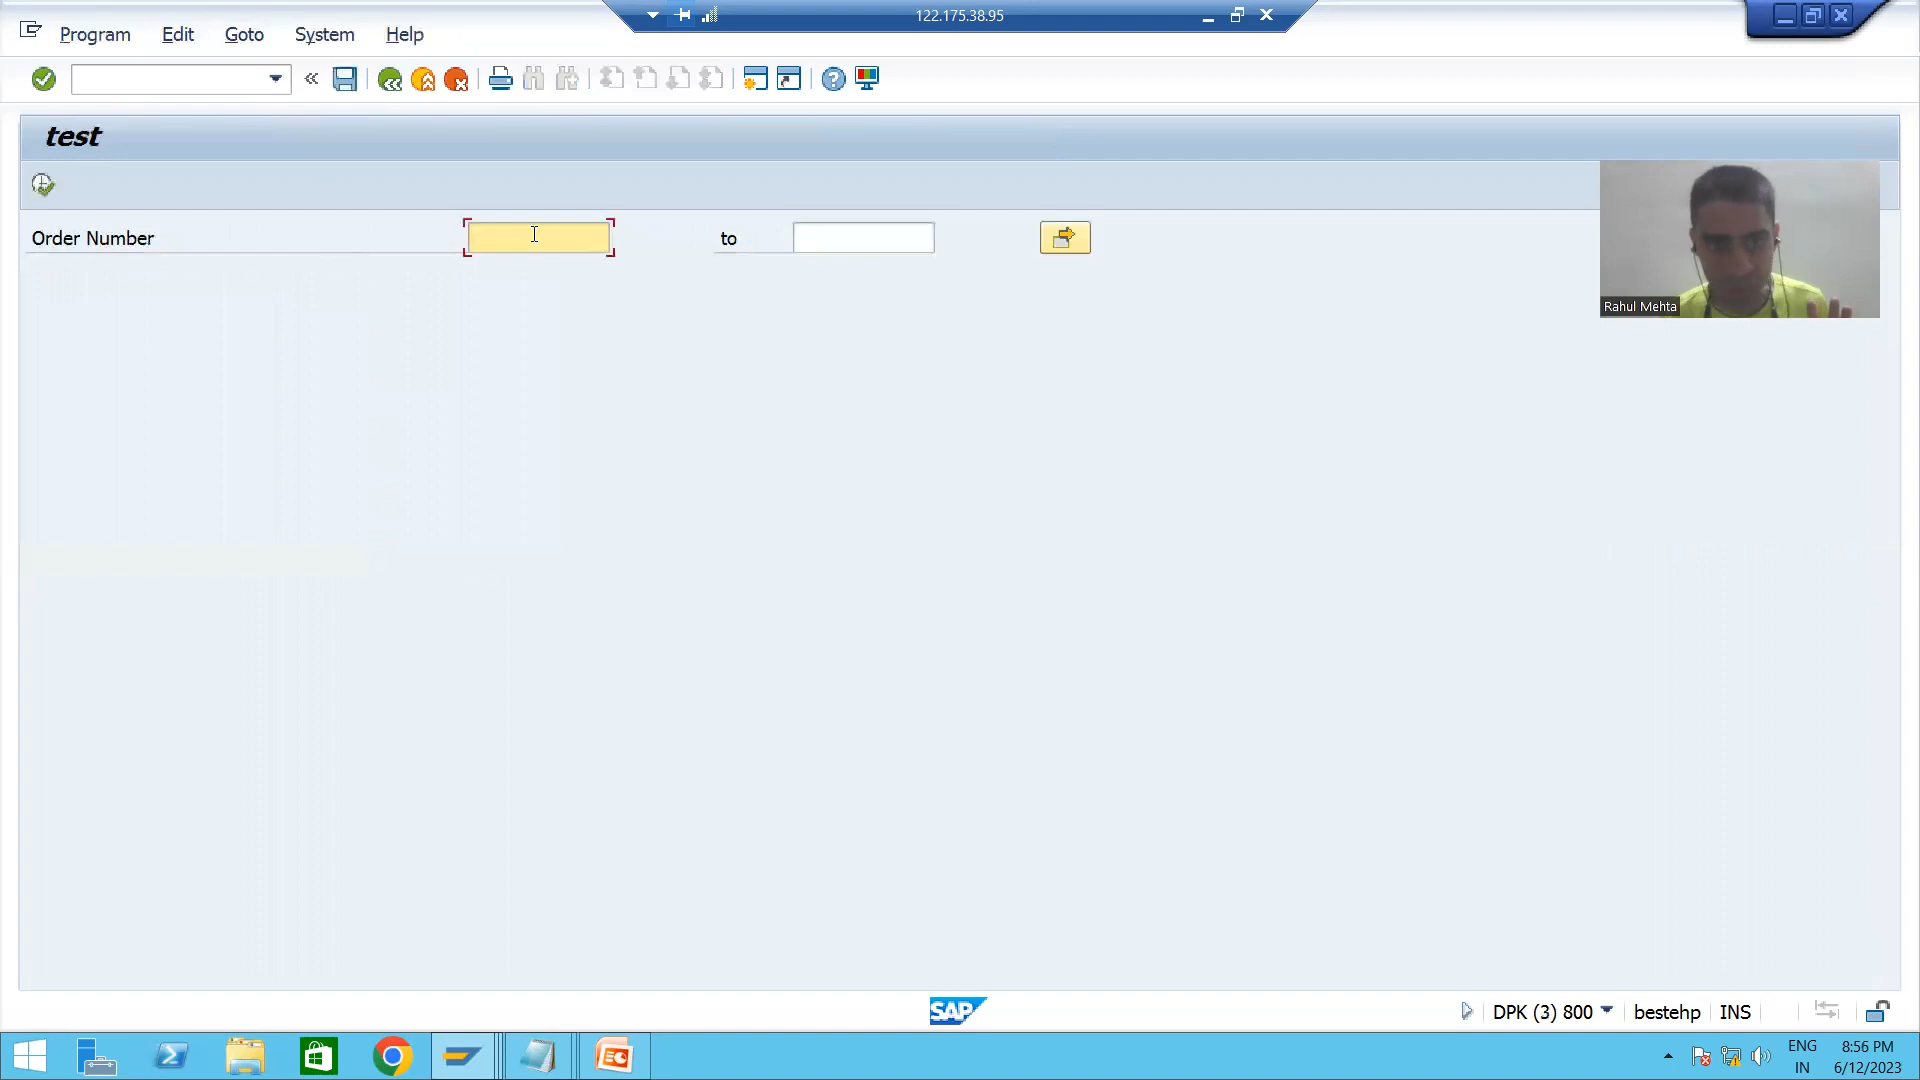 122.175.38.95
Program Edit Goto System Help
test
Order Number to
Rahul Mehta
SAP DPK (3) 800 bestehp INS
ENG 8:56 PM
IN 6/12/2023